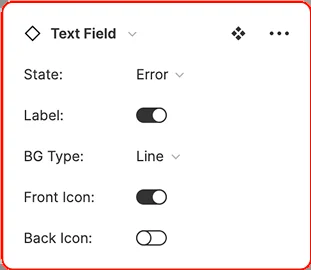 Text Field
State: Error
Label:
BG Type: Line
Front Icon:
Back Icon: